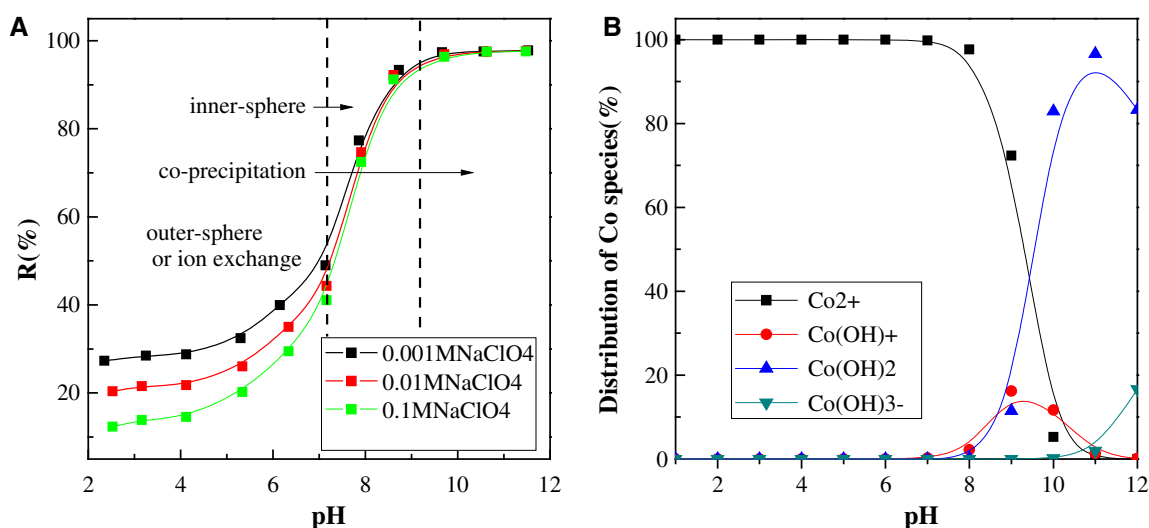 A
100
80
60
40
20
R(%)
inner-sphere
co-precipitation
outer-sphere
or ion exchange
0.001MNaClO4
0.01MNaClO4
0.1MNaClO4
2 4 6 8 10 12
pH
B
100
80
60
40
20
0
Distribution of Co species(%)
Co2+
Co(OH)+
Co(OH)2
Co(OH)3-
2 4 6 8 10 12
pH